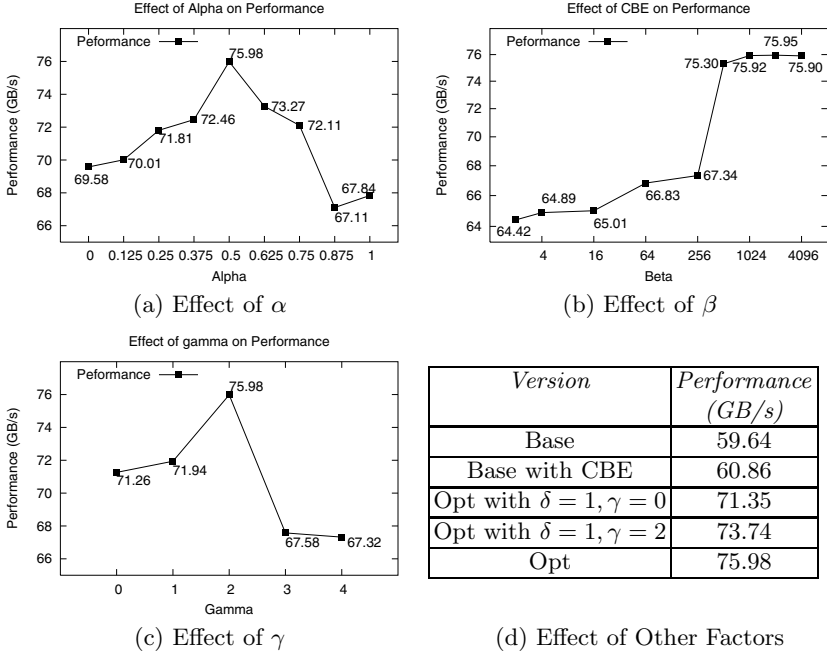 Effect of Alpha on Performance
Peformance
Performance (GB/s)
76
74
72
70
68
66
69.58
70.01
71.81
72.46
75.98
73.27
72.11
67.11
67.84
0 0.125 0.25 0.375 0.5 0.625 0.75 0.875 1
Alpha
(a) Effect of α
Effect of CBE on Performance
Peformance
Performance (GB/s)
76
74
72
70
68
66
64
64.42
64.89
65.01
66.83
67.34
75.30
75.92
75.95
75.90
4 16 64 256 1024 4096
Beta
(b) Effect of β
Effect of gamma on Performance
Peformance
Performance (GB/s)
76
74
72
70
68
66
71.26
71.94
75.98
67.58
67.32
0 1 2 3 4
Gamma
(c) Effect of γ
Version Performance
(GB/s)
Base 59.64
Base with CBE 60.86
Opt with δ = 1, γ = 0 71.35
Opt with δ = 1, γ = 2 73.74
Opt 75.98
(d) Effect of Other Factors